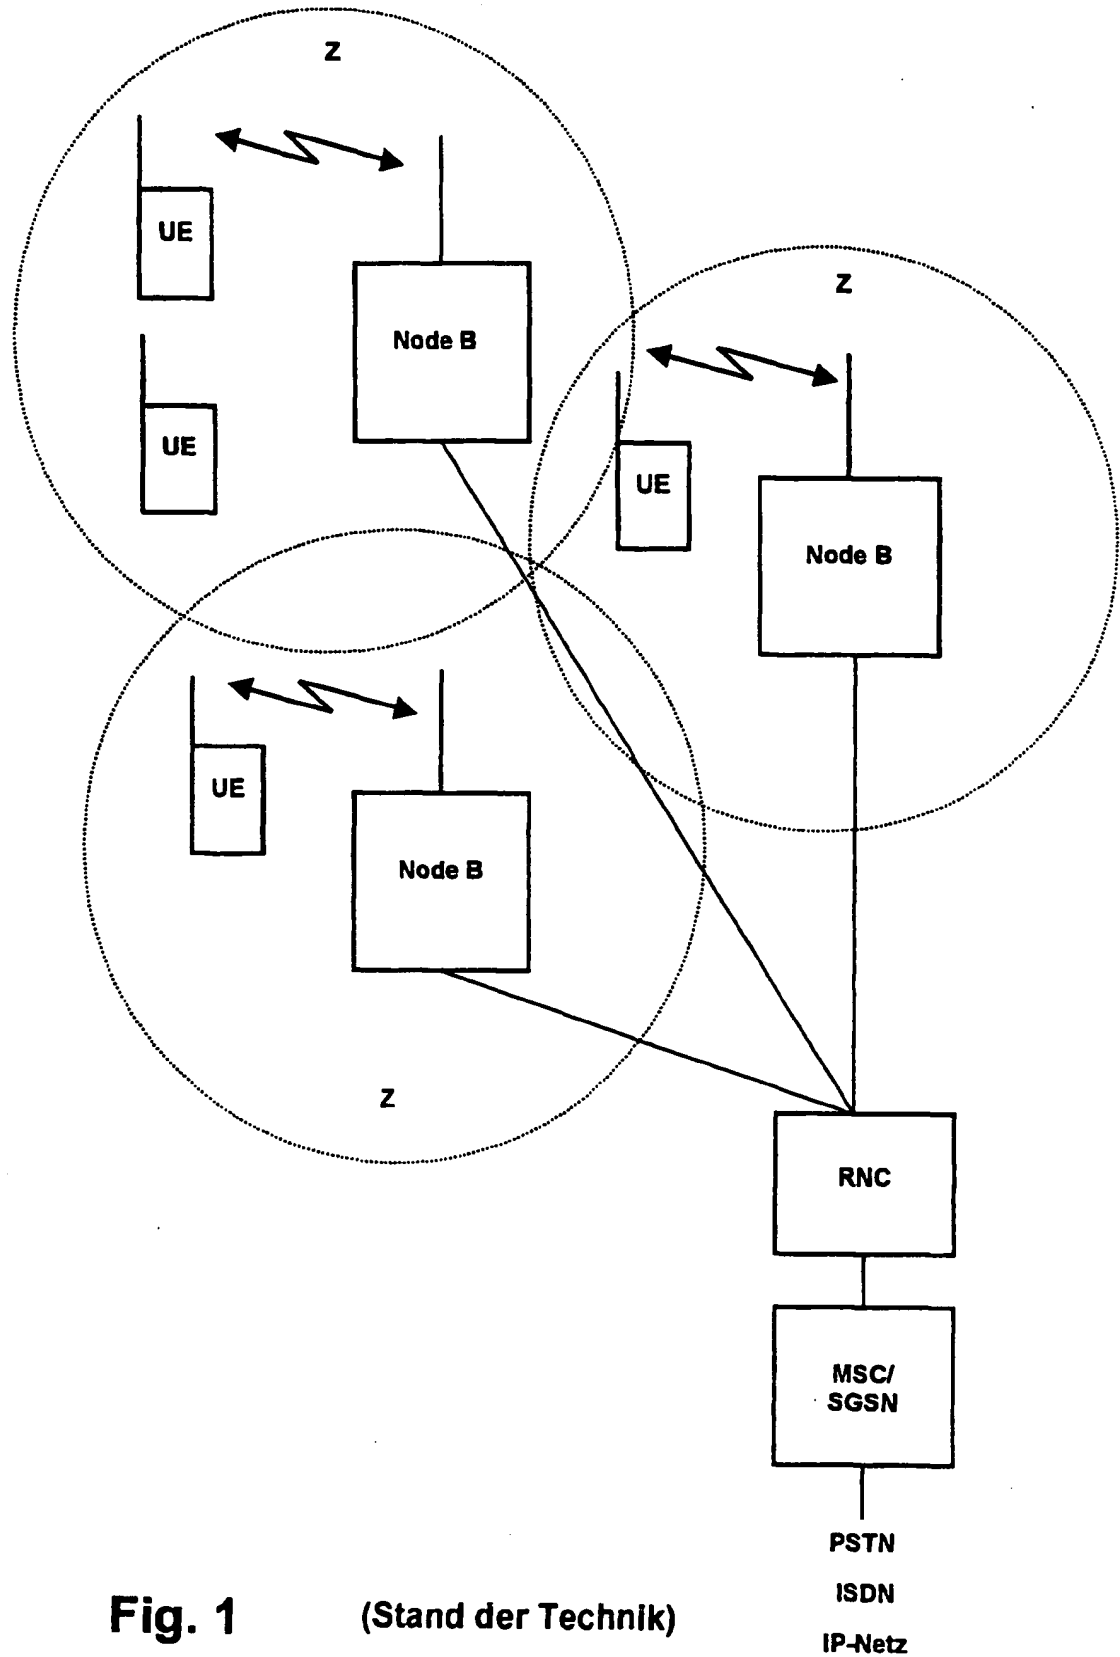 Z
UE
Node B
UE
Z
UE
Node B
UE
Node B
Z
RNC
MSC/
SGSN
PSTN
ISDN
IP-Netz
Fig. 1 (Stand der Technik)